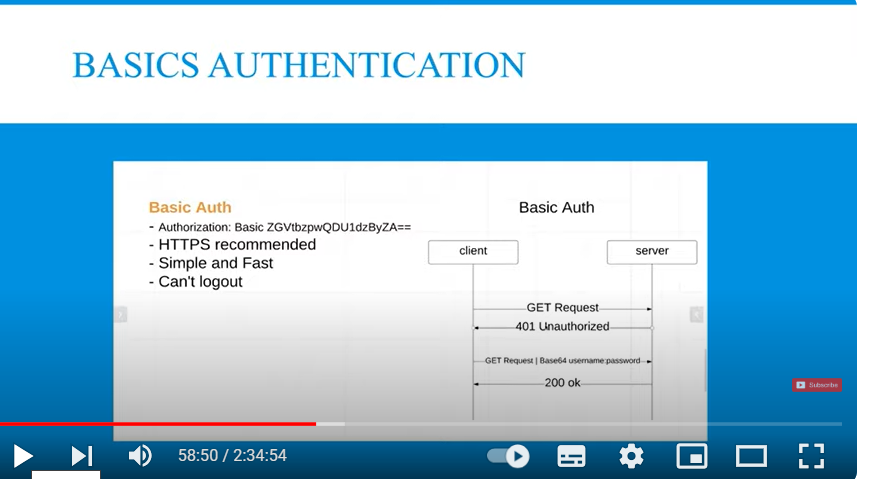 BASICS AUTHENTICATION
Basic Auth
- Authorization: Basic ZGVtbzpwQDU1dzByZA==
- HTTPS recommended
- Simple and Fast
- Can't logout
Basic Auth
client
server
GET Request
401 Unauthorized
GET Request | Base64 username:password
200 ok
Subscribe
58:50 / 2:34:54